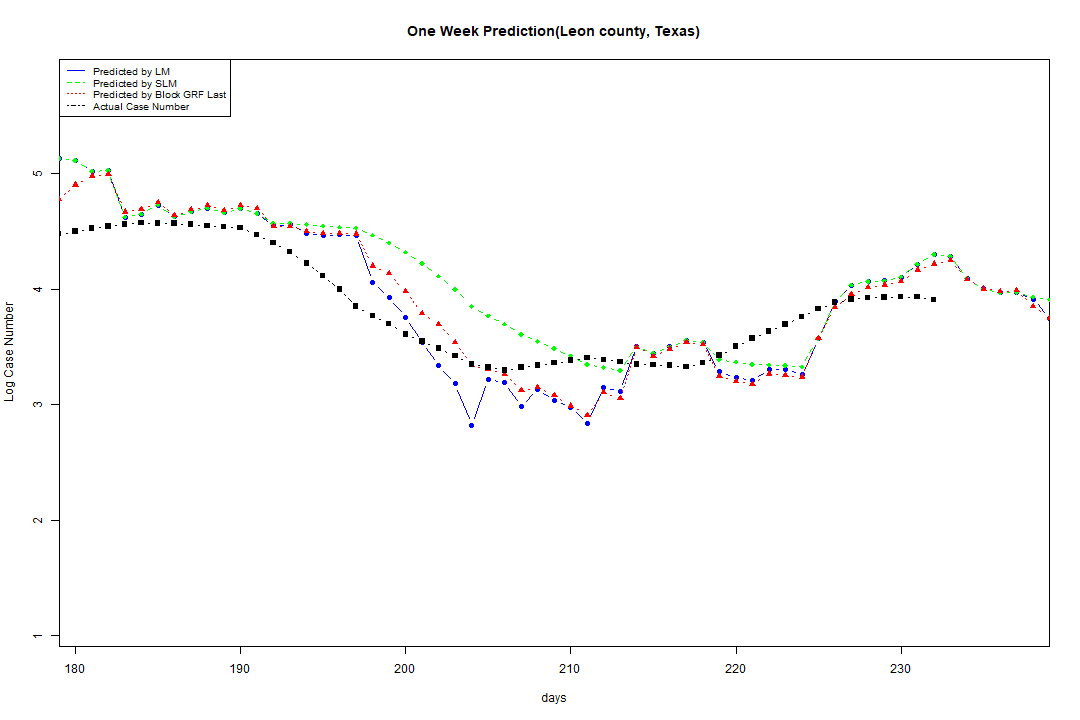 One Week Prediction(Leon county, Texas)
Predicted by LM
Predicted by SLM
Predicted by Block GRF Last
Actual Case Number
5
4
3
2
1
Log Case Number
180 190 200 210 220 230
days